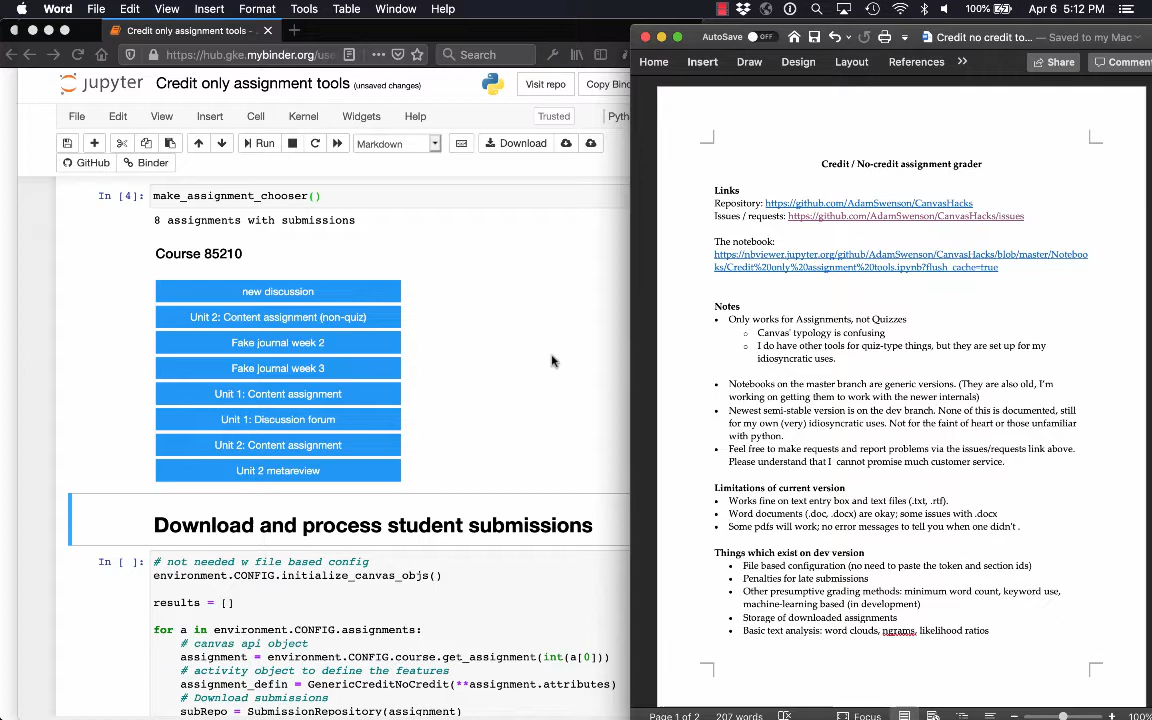 Word File Edit View Insert Format Tools Table Window Help 100% Apr 6 5:12 PM
Credit only assignment tools -
https://hub.gke.mybinder.org/use Search
jupyter Credit only assignment tools (unsaved changes) Visit repo Copy Bin
File Edit View Insert Cell Kernel Widgets Help Trusted Pyth
Run Markdown Download
GitHub Binder
In [4]: make_assignment_chooser()
8 assignments with submissions
Course 85210
new discussion
Unit 2: Content assignment (non-quiz)
Fake journal week 2
Fake journal week 3
Unit 1: Content assignment
Unit 1: Discussion forum
Unit 2: Content assignment
Unit 2 metareview
Download and process student submissions
In [ ]: # not needed w file based config
environment.CONFIG.initialize_canvas_objs()
results = []
for a in environment.CONFIG.assignments:
# canvas api object
assignment = environment.CONFIG.course.get_assignment(int(a[0]))
# activity object to define the features
assignment_defin = GenericCreditNoCredit(**assignment.attributes)
# Download submissions
subRepo = SubmissionRepository(assignment)
AutoSave OFF Credit no credit to... — Saved to my Mac
Home Insert Draw Design Layout References Share Commen
Credit / No-credit assignment grader
Links
Repository: https://github.com/AdamSwenson/CanvasHacks
Issues / requests: https://github.com/AdamSwenson/CanvasHacks/issues
The notebook:
https://nbviewer.jupyter.org/github/AdamSwenson/CanvasHacks/blob/master/Noteboo
ks/Credit%20only%20assignment%20tools.ipynb?flush_cache=true
Notes
• Only works for Assignments, not Quizzes
o Canvas' typology is confusing
o I do have other tools for quiz-type things, but they are set up for my
idiosyncratic uses.
• Notebooks on the master branch are generic versions. (They are also old, I'm
working on getting them to work with the newer internals)
• Newest semi-stable version is on the dev branch. None of this is documented, still
for my own (very) idiosyncratic uses. Not for the faint of heart or those unfamiliar
with python.
• Feel free to make requests and report problems via the issues/requests link above.
Please understand that I cannot promise much customer service.
Limitations of current version
• Works fine on text entry box and text files (.txt, .rtf).
• Word documents (.doc, .docx) are okay; some issues with .docx
• Some pdfs will work; no error messages to tell you when one didn't .
Things which exist on dev version
• File based configuration (no need to paste the token and section ids)
• Penalties for late submissions
• Other presumptive grading methods: minimum word count, keyword use,
machine-learning based (in development)
• Storage of downloaded assignments
• Basic text analysis: word clouds, ngrams, likelihood ratios
Page 1 of 2 207 words Focus 100%